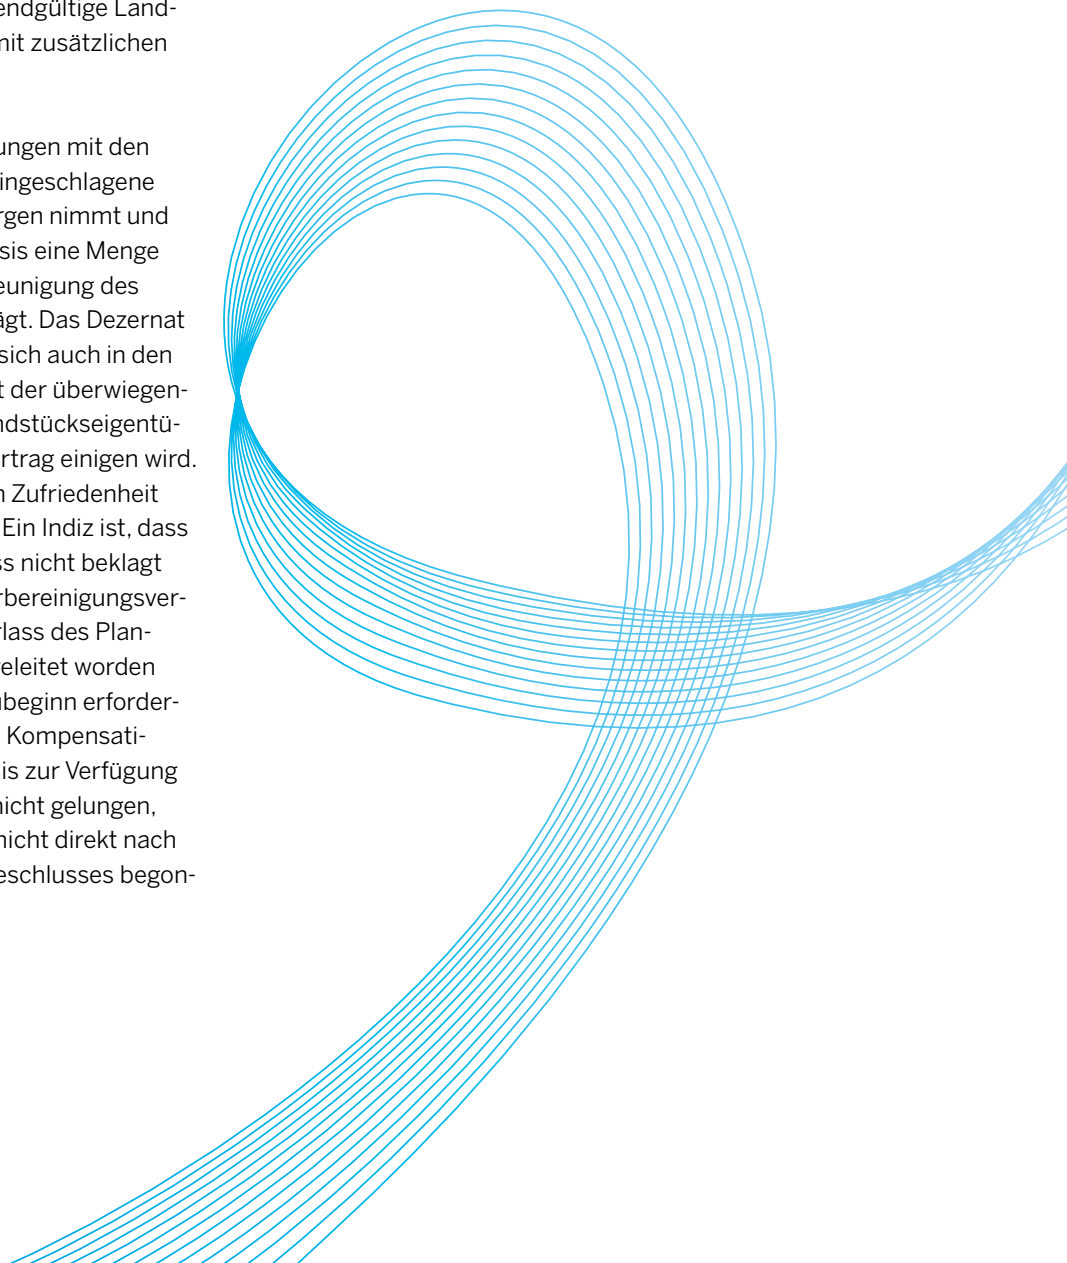 endgültige Land-
mit zusätzlichen
ungen mit den
ingeschlagene
rgen nimmt und
sis eine Menge
eunigung des
ägt. Das Dezernat
sich auch in den
t der überwiegen-
ndstückseigentü-
rtrag einigen wird.
n Zufriedenheit
Ein Indiz ist, dass
ss nicht beklagt
rbereinigungsver-
rlass des Plan-
eleitet worden
beginn erforder-
Kompensati-
is zur Verfügung
nicht gelungen,
nicht direkt nach
eschlusses begon-